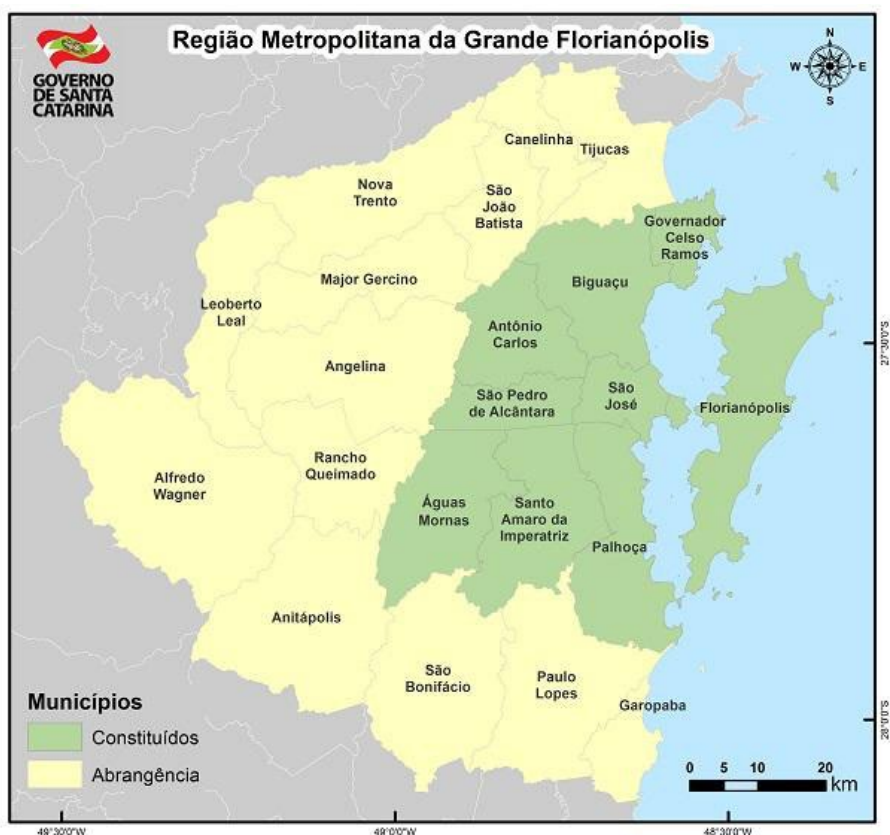 Região Metropolitana da Grande Florianópolis
GOVERNO
DE SANTA
CATARINA
N
W
E
S
Canelinha
Tijucas
Nova
Trento
São
João
Batista
Governador
Celso
Ramos
Major Gercino
Biguaçu
Leoberto
Leal
Antônio
Carlos
Angelina
27°30'0"S
São Pedro
de Alcântara
São
José
Florianópolis
Rancho
Queimado
Alfredo
Wagner
Águas
Mornas
Santo
Amaro da
Imperatriz
Palhoça
Anitápolis
São
Bonifácio
Paulo
Lopes
Garopaba
28°0'0"S
Municípios
Constituídos
Abrangência
0 5 10 20
km
49°30'0"W
49°0'0"W
48°30'0"W